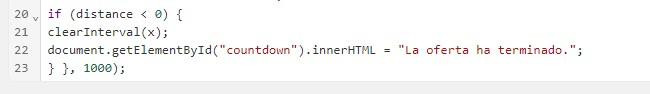 20 if (distance < 0) {
21 clearInterval(x);
22 document.getElementById("countdown").innerHTML = "La oferta ha terminado.";
23 } }, 1000);